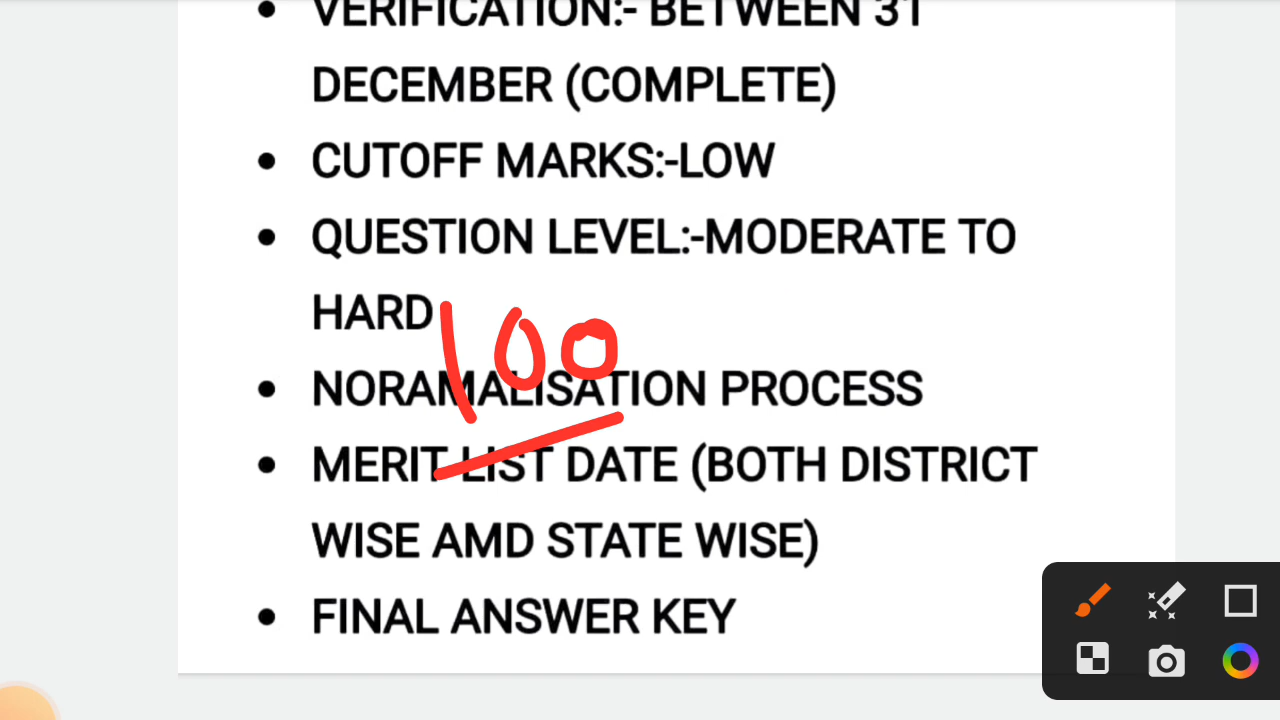 VERIFICATION:- BETWEEN 31
DECEMBER (COMPLETE)
• CUTOFF MARKS:-LOW
• QUESTION LEVEL:-MODERATE TO
HARD
100
• NORAMALISATION PROCESS
• MERIT LIST DATE (BOTH DISTRICT
WISE AMD STATE WISE)
• FINAL ANSWER KEY